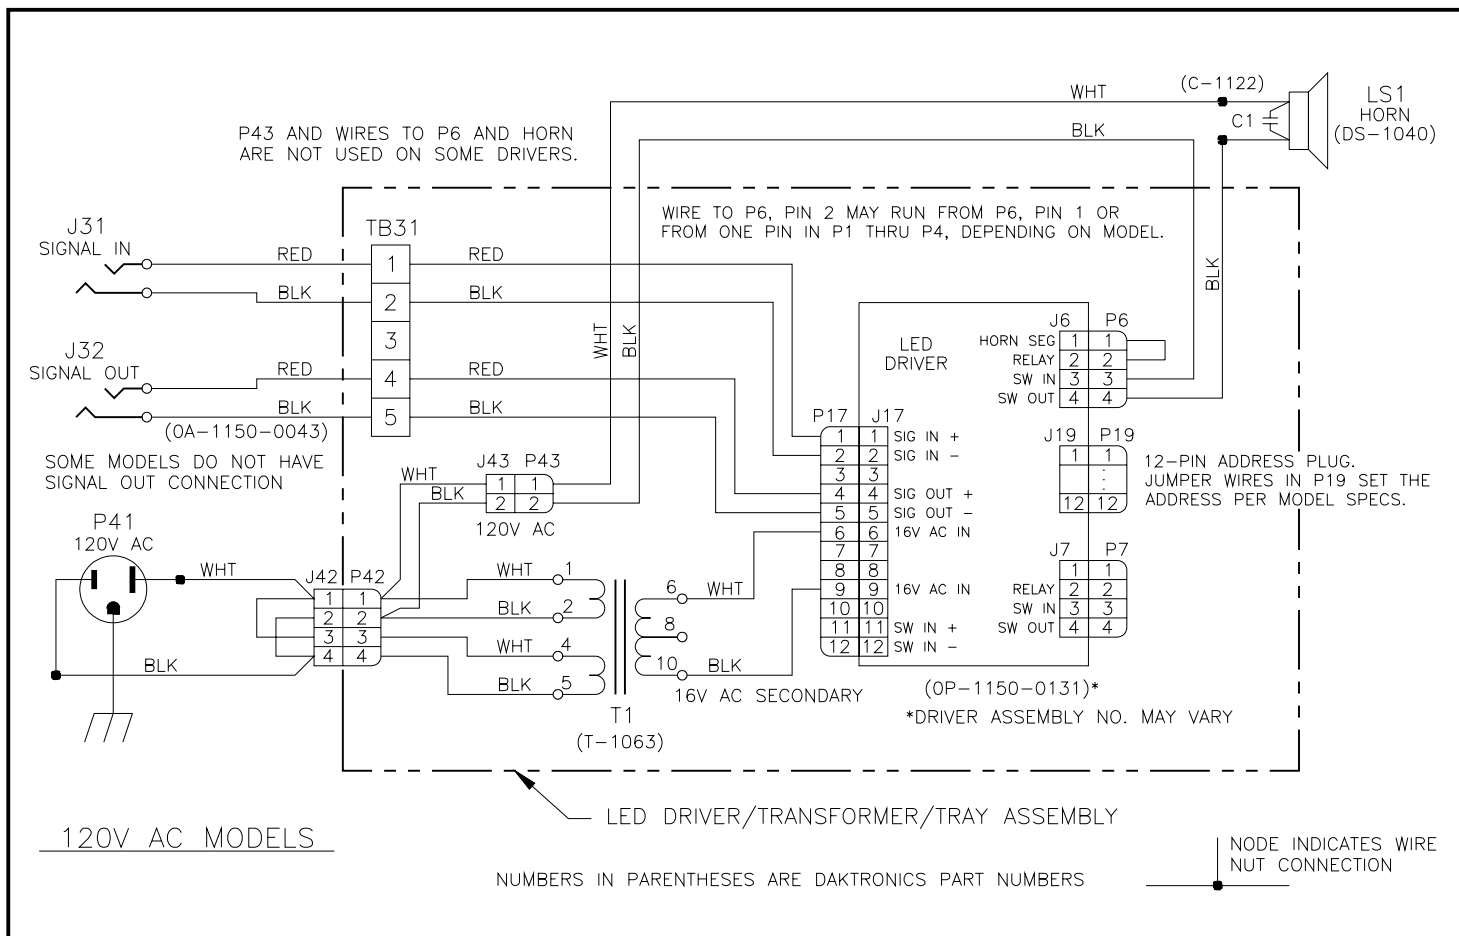 WHT
(C-1122)
LS1
HORN
(DS-1040)
C1
BLK
P43 AND WIRES TO P6 AND HORN
ARE NOT USED ON SOME DRIVERS.
WIRE TO P6, PIN 2 MAY RUN FROM P6, PIN 1 OR
FROM ONE PIN IN P1 THRU P4, DEPENDING ON MODEL.
J31
SIGNAL IN
TB31
RED
1
RED
BLK
2
BLK
3
J32
SIGNAL OUT
RED
4
RED
BLK
5
BLK
(0A-1150-0043)
WHT
BLK
BLK
SOME MODELS DO NOT HAVE
SIGNAL OUT CONNECTION
LED
DRIVER
J6 P6
HORN SEG 1 1
RELAY 2 2
SW IN 3 3
SW OUT 4 4
P17 J17
1 1 SIG IN +
2 2 SIG IN -
3 3
4 4 SIG OUT +
5 5 SIG OUT -
6 6 16V AC IN
7 7
8 8
9 9 16V AC IN
10 10
11 11 SW IN +
12 12 SW IN -
J19 P19
1 1
:
12 12
12-PIN ADDRESS PLUG.
JUMPER WIRES IN P19 SET THE
ADDRESS PER MODEL SPECS.
J7 P7
1 1
RELAY 2 2
SW IN 3 3
SW OUT 4 4
J43 P43
WHT 1 1
BLK 2 2
120V AC
P41
120V AC
WHT
BLK
J42 P42
1 1
2 2
3 3
4 4
WHT 1
BLK 2
WHT 4
BLK 5
6 WHT
8
10 BLK
16V AC SECONDARY
T1
(T-1063)
(0P-1150-0131)*
*DRIVER ASSEMBLY NO. MAY VARY
LED DRIVER/TRANSFORMER/TRAY ASSEMBLY
120V AC MODELS
NUMBERS IN PARENTHESES ARE DAKTRONICS PART NUMBERS
NODE INDICATES WIRE
NUT CONNECTION